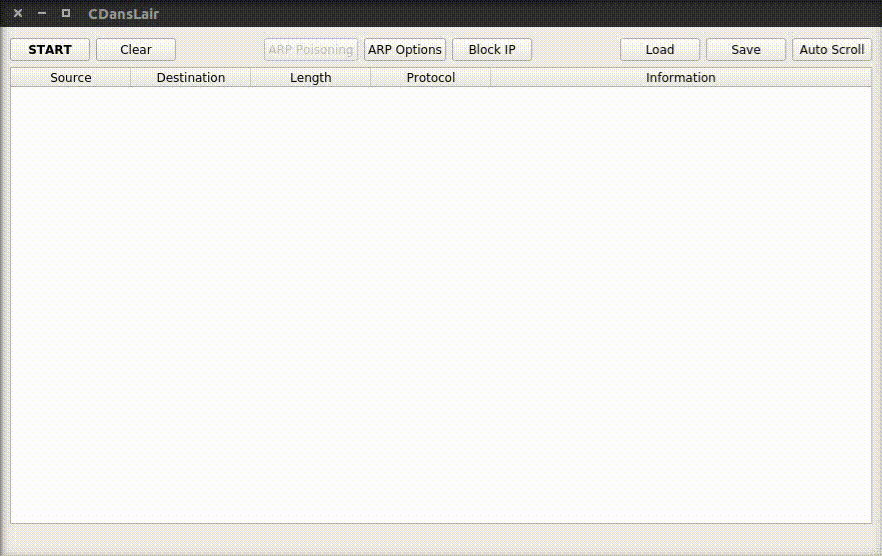 CDansLair
START Clear ARP Poisoning ARP Options Block IP Load Save Auto Scroll
Source Destination Length Protocol Information